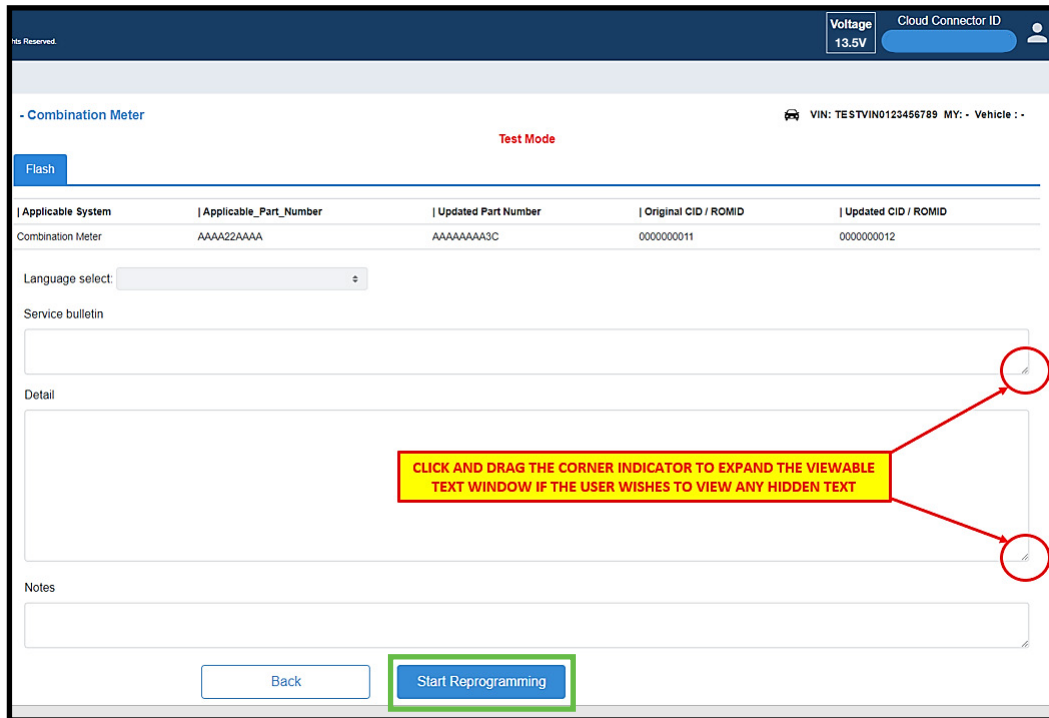 Voltage
Cloud Connector ID
hts Reserved.
13.5V
- Combination Meter
VIN: TESTVIN0123456789 MY: - Vehicle : -
Test Mode
Flash
| Applicable System | Applicable_Part_Number | Updated Part Number | Original CID / ROMID | Updated CID / ROMID
Combination Meter AAAA22AAAA AAAAAAAA3C 0000000011 0000000012
Language select:
Service bulletin
Detail
CLICK AND DRAG THE CORNER INDICATOR TO EXPAND THE VIEWABLE
TEXT WINDOW IF THE USER WISHES TO VIEW ANY HIDDEN TEXT
Notes
Back
Start Reprogramming